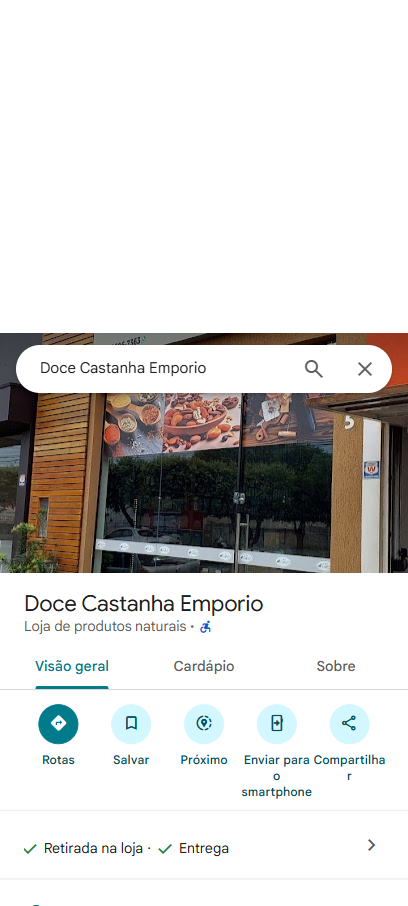 Doce Castanha Emporio
Doce Castanha Emporio
Loja de produtos naturais ·
Visão geral
Cardápio
Sobre
Rotas
Salvar
Próximo
Enviar para o smartphone
Compartilhar
Retirada na loja · Entrega